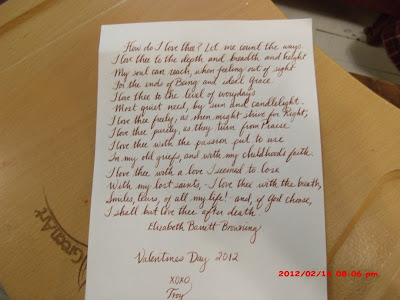 How do I love thee? Let me count the ways.
I love thee to the depth and breadth and height
My soul can reach, when feeling out of sight
For the ends of Being and ideal Grace.
I love thee to the level of everyday's
Most quiet need, by sun and candlelight.
I love thee freely, as men might strive for Right;
I love thee purely, as they turn from Praise
I love thee with the passion put to use
In my old griefs, and with my childhood's faith.
I love thee with a love I seemed to lose
With my lost saints, - I love thee with the breath,
Smiles, tears, of all my life! and, if God choose,
I shall but love thee after death
Elizabeth Barrett Browning
Valentines Day 2012
XOXO,
Troy
2012/02/14 08:06 pm